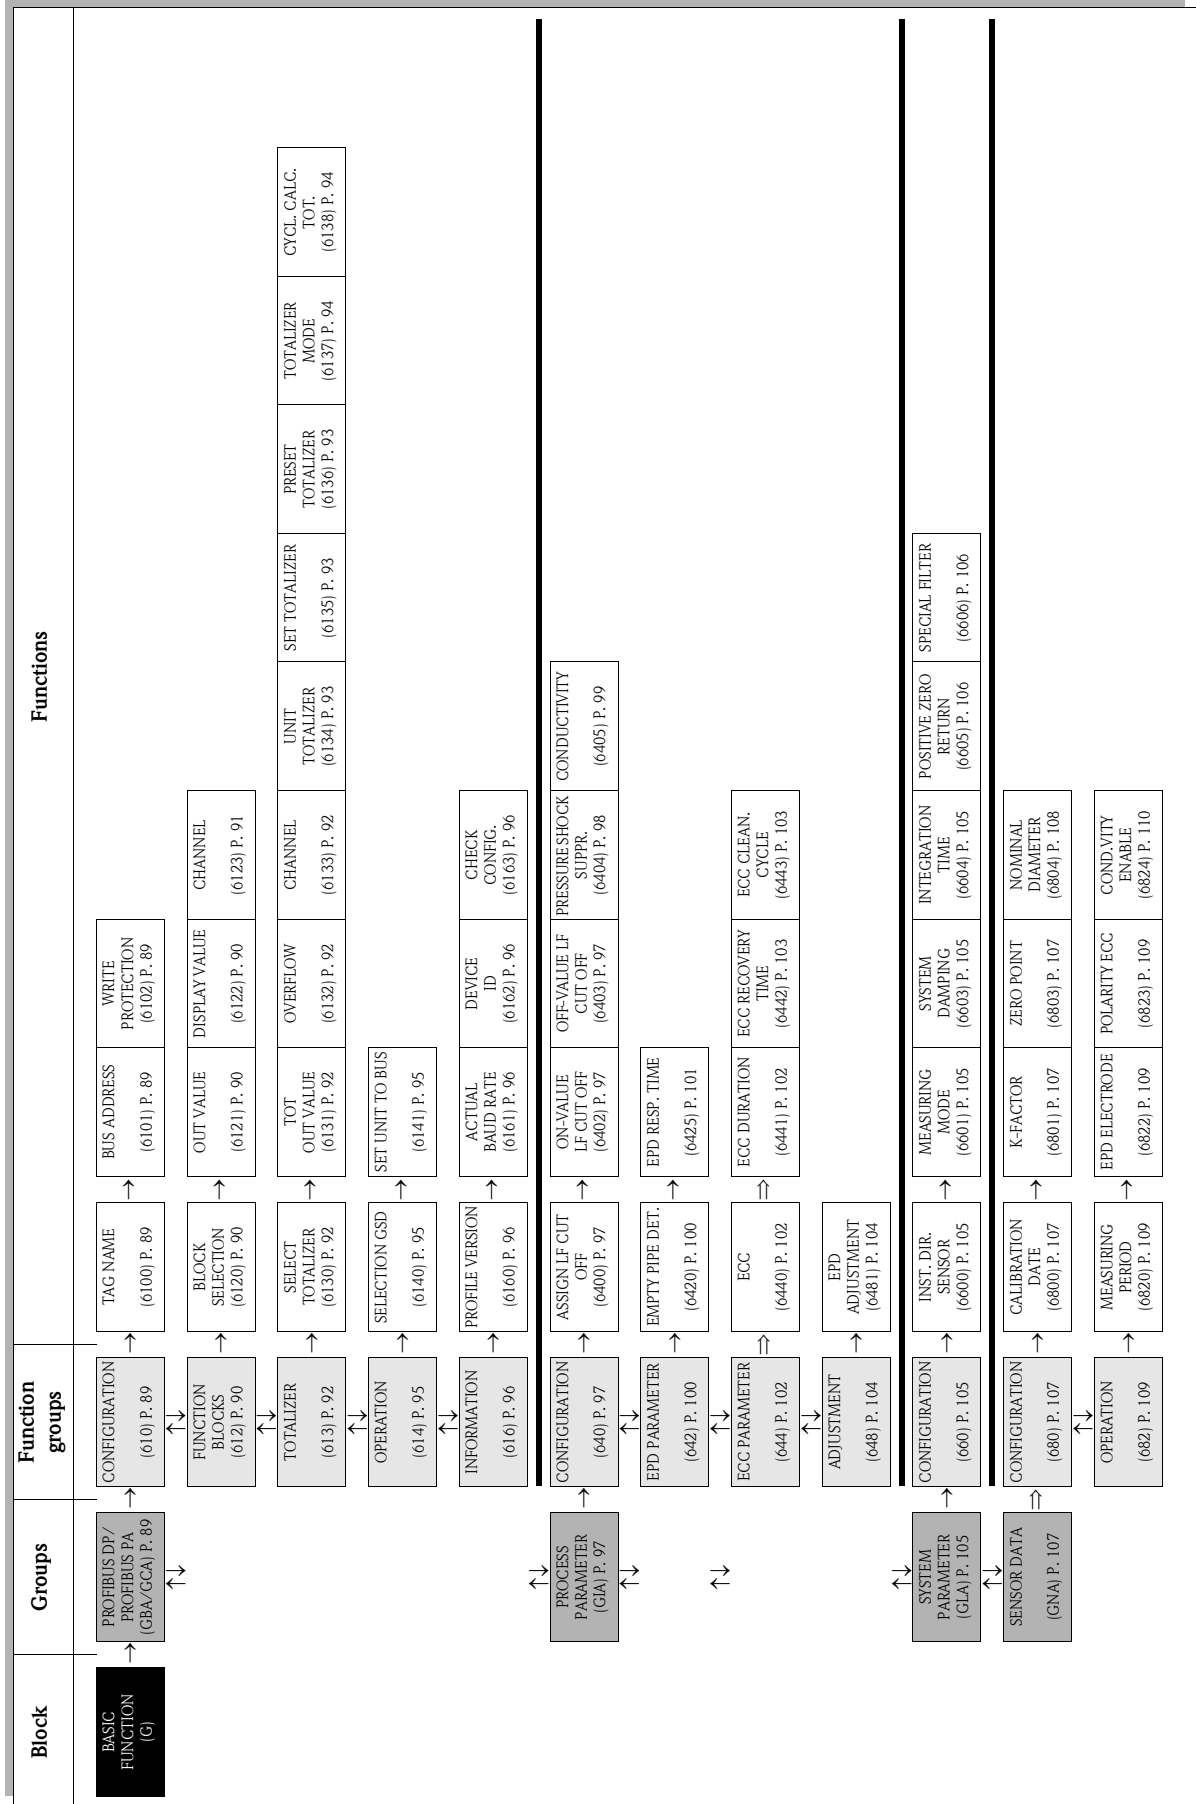 Block
Groups
Function
groups
Functions
BASIC
FUNCTION
(G)
PROFIBUS DP/
PROFIBUS PA
(GBA/GCA) P. 89
CONFIGURATION
(610) P. 89
TAG NAME
(6100) P. 89
BUS ADDRESS
(6101) P. 89
WRITE
PROTECTION
(6102) P. 89
FUNCTION
BLOCKS
(612) P. 90
BLOCK
SELECTION
(6120) P. 90
OUT VALUE
(6121) P. 90
DISPLAY VALUE
(6122) P. 90
CHANNEL
(6123) P. 91
TOTALIZER
(613) P. 92
SELECT
TOTALIZER
(6130) P. 92
TOT
OUT VALUE
(6131) P. 92
OVERFLOW
(6132) P. 92
CHANNEL
(6133) P. 92
UNIT
TOTALIZER
(6134) P. 93
SET TOTALIZER
(6135) P. 93
PRESET
TOTALIZER
(6136) P. 93
TOTALIZER
MODE
(6137) P. 94
CYCL. CALC.
TOT.
(6138) P. 94
OPERATION
(614) P. 95
SELECTION GSD
(6140) P. 95
SET UNIT TO BUS
(6141) P. 95
INFORMATION
(616) P. 96
PROFILE VERSION
(6160) P. 96
ACTUAL
BAUD RATE
(6161) P. 96
DEVICE
ID
(6162) P. 96
CHECK
CONFIG.
(6163) P. 96
PROCESS
PARAMETER
(GIA) P. 97
CONFIGURATION
(640) P. 97
ASSIGN LF CUT
OFF
(6400) P. 97
ON-VALUE
LF CUT OFF
(6402) P. 97
OFF-VALUE LF
CUT OFF
(6403) P. 97
PRESSURE SHOCK
SUPPR.
(6404) P. 98
CONDUCTIVITY
(6405) P. 99
EPD PARAMETER
(642) P. 100
EMPTY PIPE DET.
(6420) P. 100
EPD RESP. TIME
(6425) P. 101
ECC PARAMETER
(644) P. 102
ECC
(6440) P. 102
ECC DURATION
(6441) P. 102
ECC RECOVERY
TIME
(6442) P. 103
ECC CLEAN.
CYCLE
(6443) P. 103
ADJUSTMENT
(648) P. 104
EPD
ADJUSTMENT
(6481) P. 104
SYSTEM
PARAMETER
(GLA) P. 105
CONFIGURATION
(660) P. 105
INST. DIR.
SENSOR
(6600) P. 105
MEASURING
MODE
(6601) P. 105
SYSTEM
DAMPING
(6603) P. 105
INTEGRATION
TIME
(6604) P. 105
POSITIVE ZERO
RETURN
(6605) P. 106
SPECIAL FILTER
(6606) P. 106
SENSOR DATA
(GNA) P. 107
CONFIGURATION
(680) P. 107
CALIBRATION
DATE
(6800) P. 107
K-FACTOR
(6801) P. 107
ZERO POINT
(6803) P. 107
NOMINAL
DIAMETER
(6804) P. 108
OPERATION
(682) P. 109
MEASURING
PERIOD
(6820) P. 109
EPD ELECTRODE
(6822) P. 109
POLARITY ECC
(6823) P. 109
COND.VITY
ENABLE
(6824) P. 110